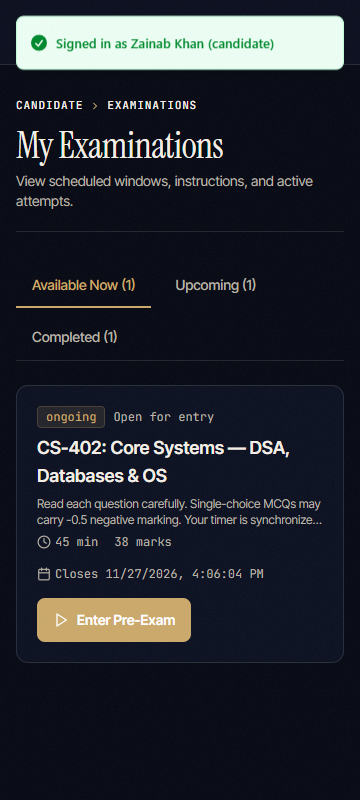 Signed in as Zainab Khan (candidate)
CANDIDATE > EXAMINATIONS
My Examinations
View scheduled windows, instructions, and active
attempts.
Available Now (1)
Upcoming (1)
Completed (1)
ongoing Open for entry
CS-402: Core Systems — DSA,
Databases & OS
Read each question carefully. Single-choice MCQs may
carry -0.5 negative marking. Your timer is synchronize...
45 min 38 marks
Closes 11/27/2026, 4:06:04 PM
Enter Pre-Exam